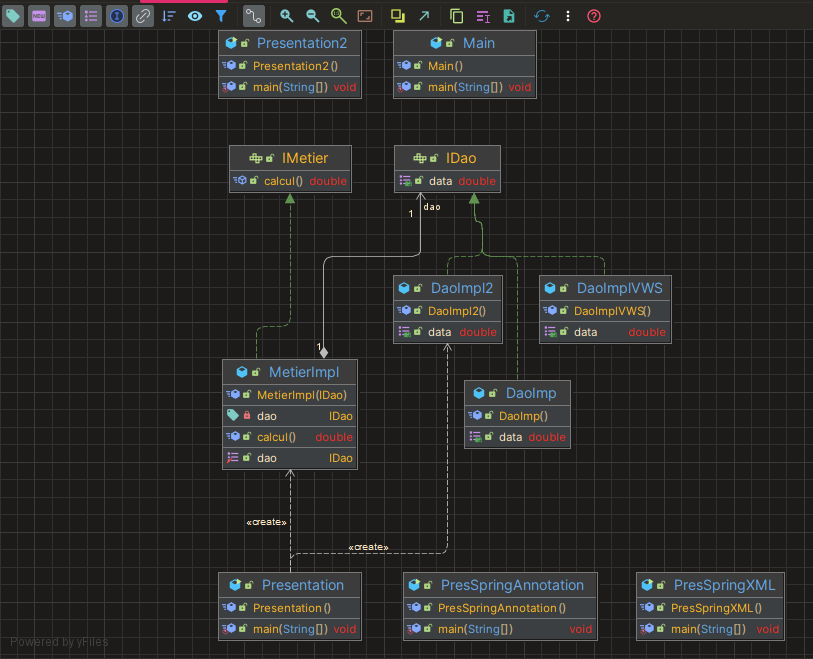 NEW
Presentation2
Presentation2()
main(String[]) void
Main
Main()
main(String[]) void
IMetier
calcul() double
IDao
data double
dao
1
DaoImpl2
DaoImpl2()
data double
DaoImplVWS
DaoImplVWS()
data double
1
MetierImpl
MetierImpl(IDao)
dao IDao
calcul() double
dao IDao
DaoImp
DaoImp()
data double
«create»
«create»
Presentation
Presentation()
main(String[]) void
PresSpringAnnotation
PresSpringAnnotation()
main(String[]) void
PresSpringXML
PresSpringXML()
main(String[]) void
Powered by yFiles